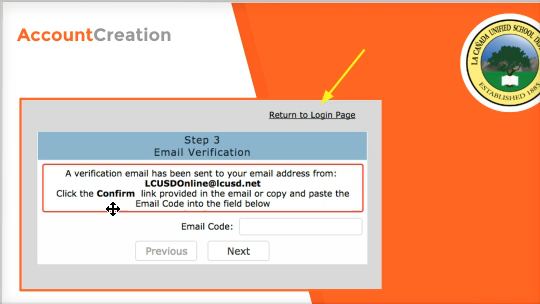 AccountCreation
LA CANADA UNIFIED SCHOOL DIS
ESTABLISHED 1885
Return to Login Page
Step 3
Email Verification
A verification email has been sent to your email address from:
LCUSDOnline@lcusd.net
Click the Confirm link provided in the email or copy and paste the
Email Code into the field below
Email Code:
Previous
Next